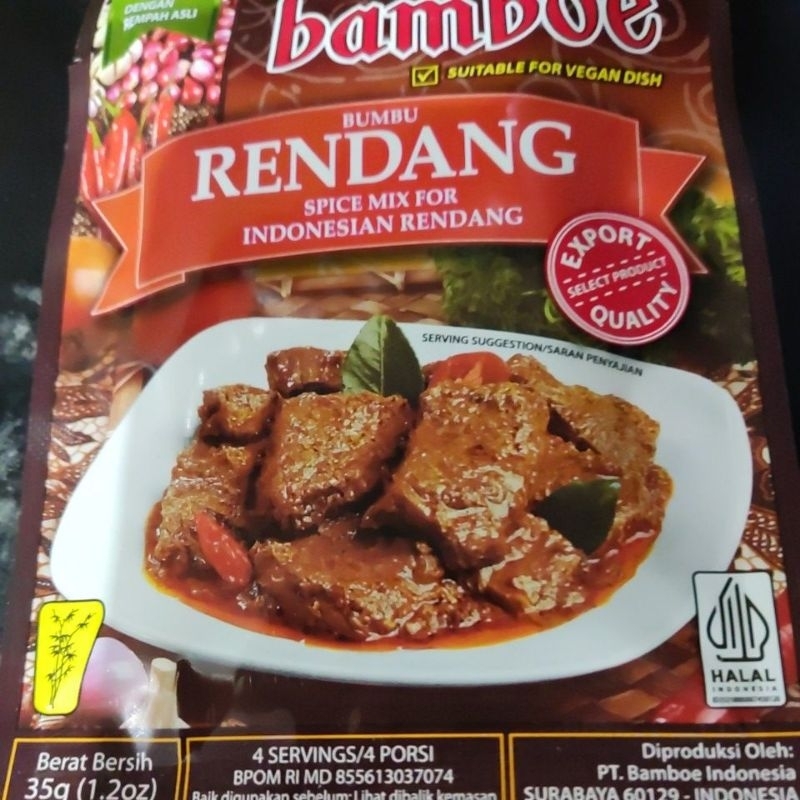 DENGAN
REMPAH ASLI
bamboe
SUITABLE FOR VEGAN DISH
BUMBU
RENDANG
SPICE MIX FOR
INDONESIAN RENDANG
EXPORT
SELECT PRODUCT
QUALITY
SERVING SUGGESTION/SARAN PENYAJIAN
HALAL
INDONESIA
Berat Bersih
35g (1.2oz)
4 SERVINGS/4 PORSI
BPOM RI MD 855613037074
Baik digunakan sebelum: Lihat dibalik kemasan
Diproduksi Oleh:
PT. Bamboe Indonesia
SURABAYA 60129 - INDONESIA